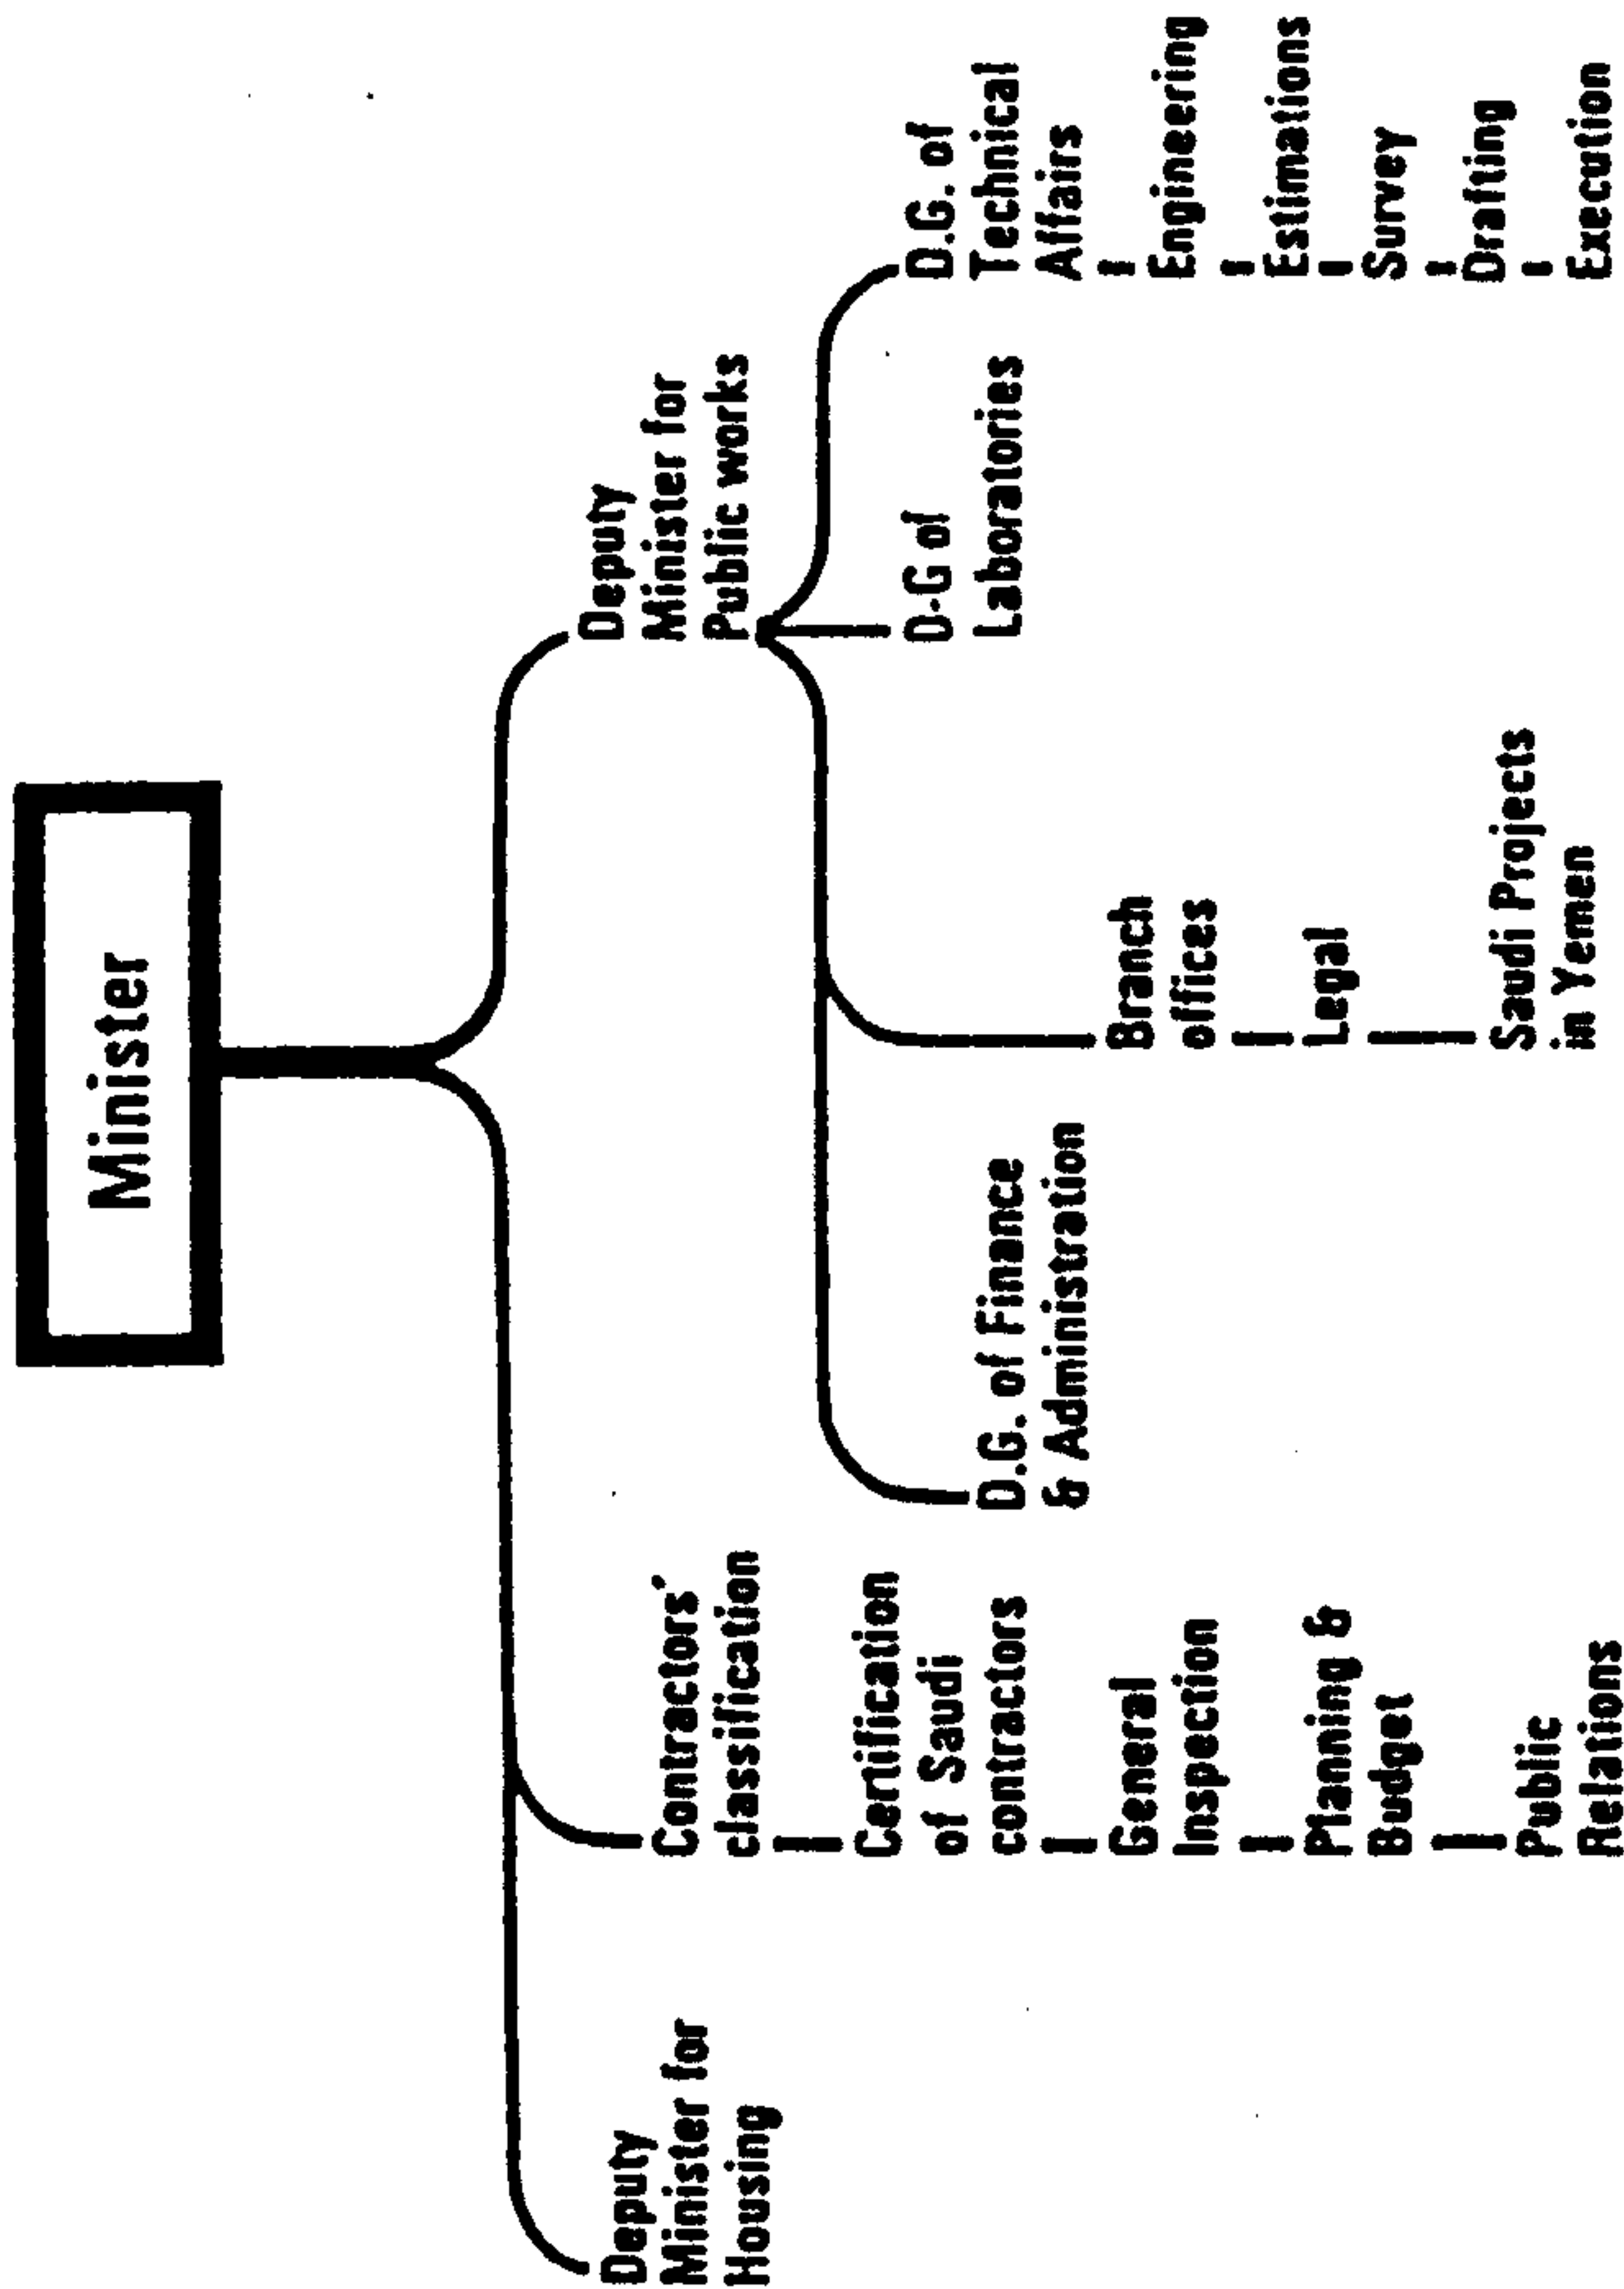 Minister
Deputy
Minister for
Housing
Contractors'
classification
Certification
of Saudi
contractors
General
Inspection
Planning &
Budget
Public
Relations
Deputy
Minister for
Public works
D.G. of Finance
& Administration
Branch
offices
Legal
Saudi Projects
in Yemen
D-G of
Laboratories
D.G. of
Technical
Affairs
Engineering
Estimations
Survey
Drafting
Execution